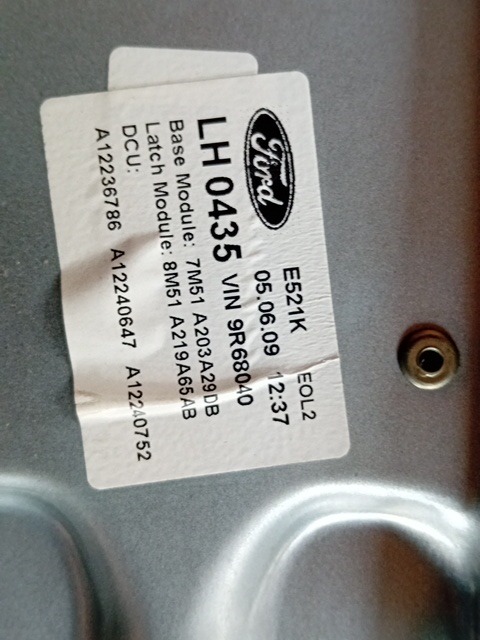 Ford
E521K EOL2
05.06.09 12:37
LH 0435 VIN 9R68040
Base Module: 7M51 A203A29DB
Latch Module: 8M51 A219A65AB
DCU:
A12236786 A12240647 A12240752